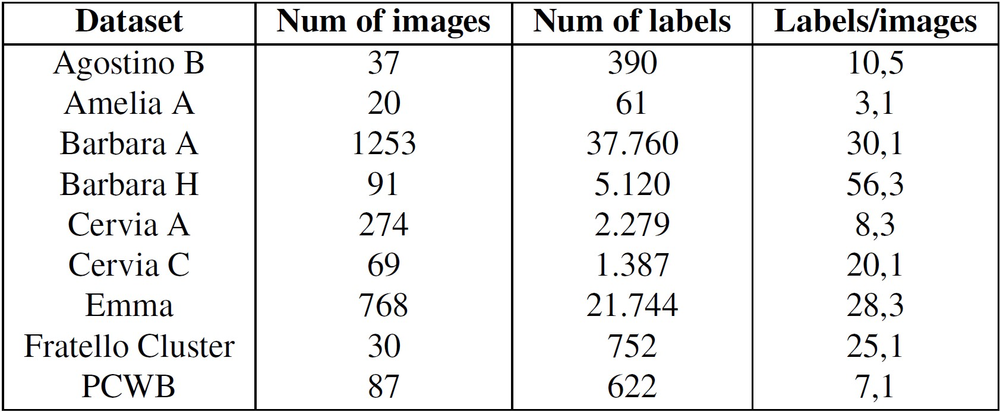 Dataset Num of images Num of labels Labels/images
Agostino B 37 390 10,5
Amelia A 20 61 3,1
Barbara A 1253 37.760 30,1
Barbara H 91 5.120 56,3
Cervia A 274 2.279 8,3
Cervia C 69 1.387 20,1
Emma 768 21.744 28,3
Fratello Cluster 30 752 25,1
PCWB 87 622 7,1